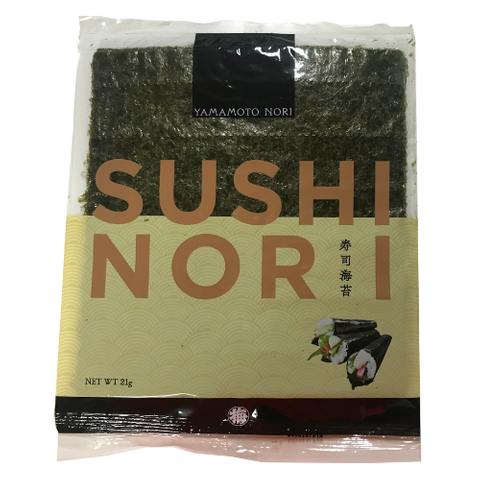 YAMAMOTO NORI
SUSHI
NORI
寿司海苔
NET WT 21g